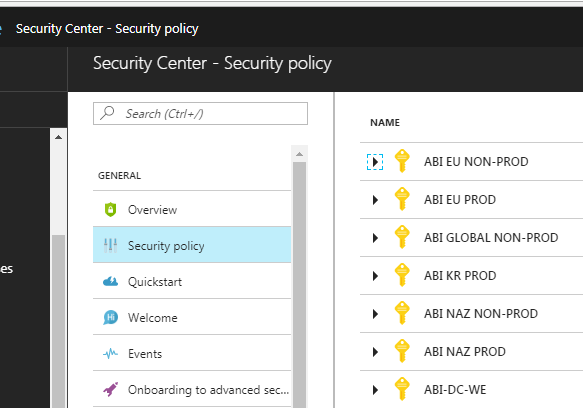 Security Center - Security policy
Security Center - Security policy
Search (Ctrl+/)
GENERAL
Overview
Security policy
Quickstart
Welcome
Events
Onboarding to advanced sec...
NAME
ABI EU NON-PROD
ABI EU PROD
ABI GLOBAL NON-PROD
ABI KR PROD
ABI NAZ NON-PROD
ABI NAZ PROD
ABI-DC-WE